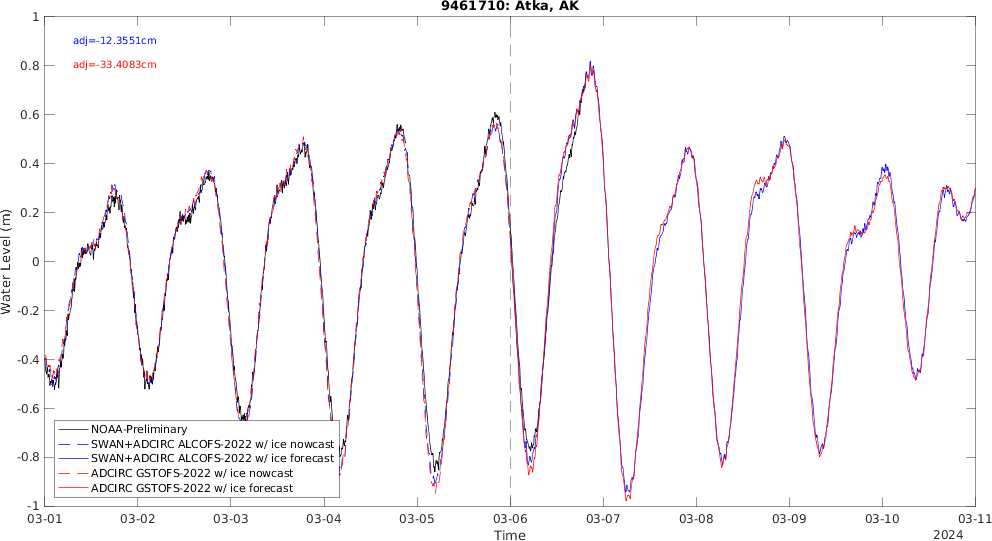 9461710: Atka, AK
adj=-12.3551cm
adj=-33.4083cm
1
0.8
0.6
0.4
0.2
0
-0.2
-0.4
-0.6
-0.8
-1
Water Level (m)
NOAA-Preliminary
SWAN+ADCIRC ALCOFS-2022 w/ ice nowcast
SWAN+ADCIRC ALCOFS-2022 w/ ice forecast
ADCIRC GSTOFS-2022 w/ ice nowcast
ADCIRC GSTOFS-2022 w/ ice forecast
03-01 03-02 03-03 03-04 03-05 03-06 03-07 03-08 03-09 03-10 03-11
Time
2024